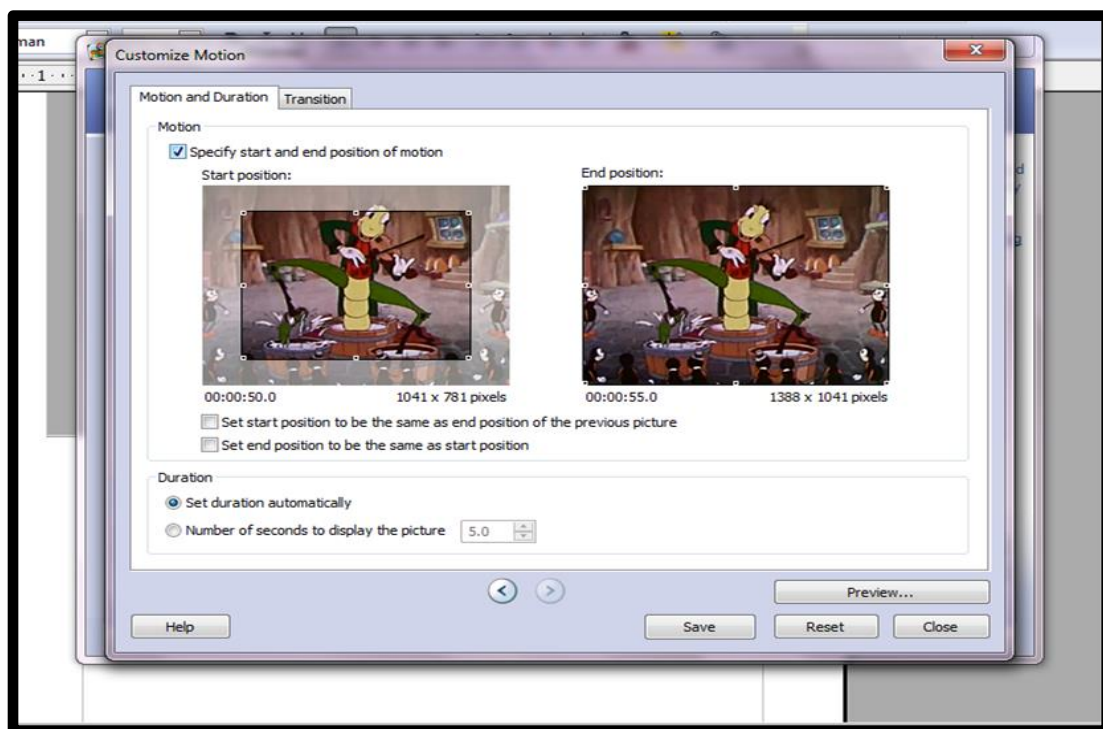 man
1
Customize Motion
Motion and Duration Transition
Motion
Specify start and end position of motion
Start position: End position:
00:00:50.0 1041 x 781 pixels 00:00:55.0 1388 x 1041 pixels
Set start position to be the same as end position of the previous picture
Set end position to be the same as start position
Duration
Set duration automatically
Number of seconds to display the picture 5.0
Preview...
Help Save Reset Close